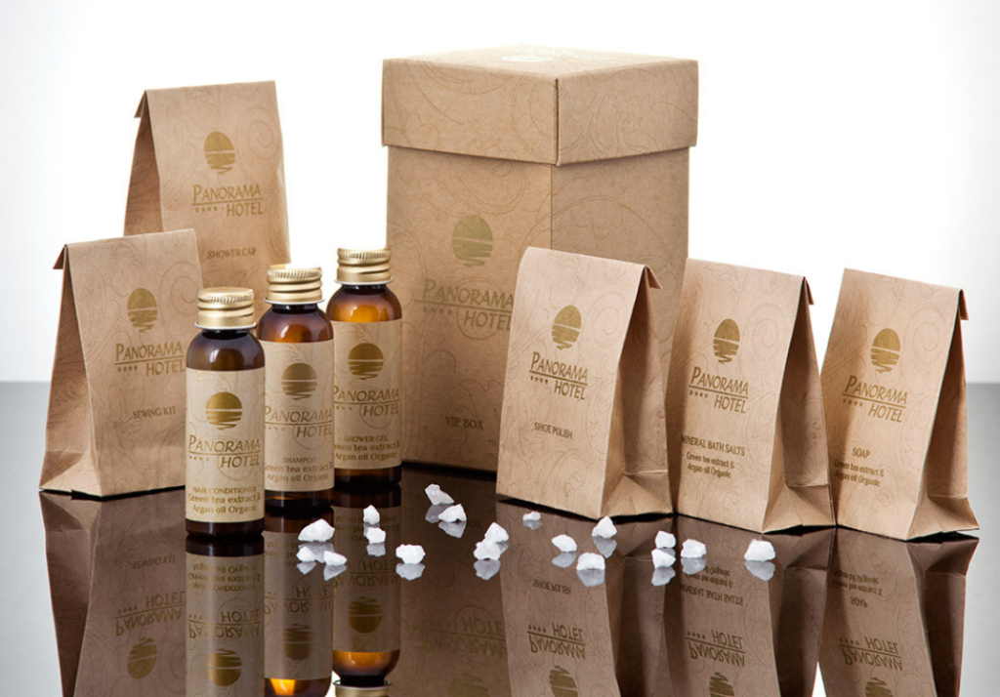 PANORAMA
HOTEL
SHOWER CAP
PANORAMA
HOTEL
SEWING KIT
PANORAMA
HOTEL
HAIR CONDITIONER
Green tea extract &
Argan oil Organic
PANORAMA
HOTEL
SHAMPOO
Green tea extract &
Argan oil Organic
PANORAMA
HOTEL
SHOWER GEL
Green tea extract &
Argan oil Organic
PANORAMA
HOTEL
VIP BOX
PANORAMA
HOTEL
SHOE POLISH
PANORAMA
HOTEL
MINERAL BATH SALTS
Green tea extract &
Argan oil Organic
PANORAMA
HOTEL
SOAP
Green tea extract &
Argan oil Organic